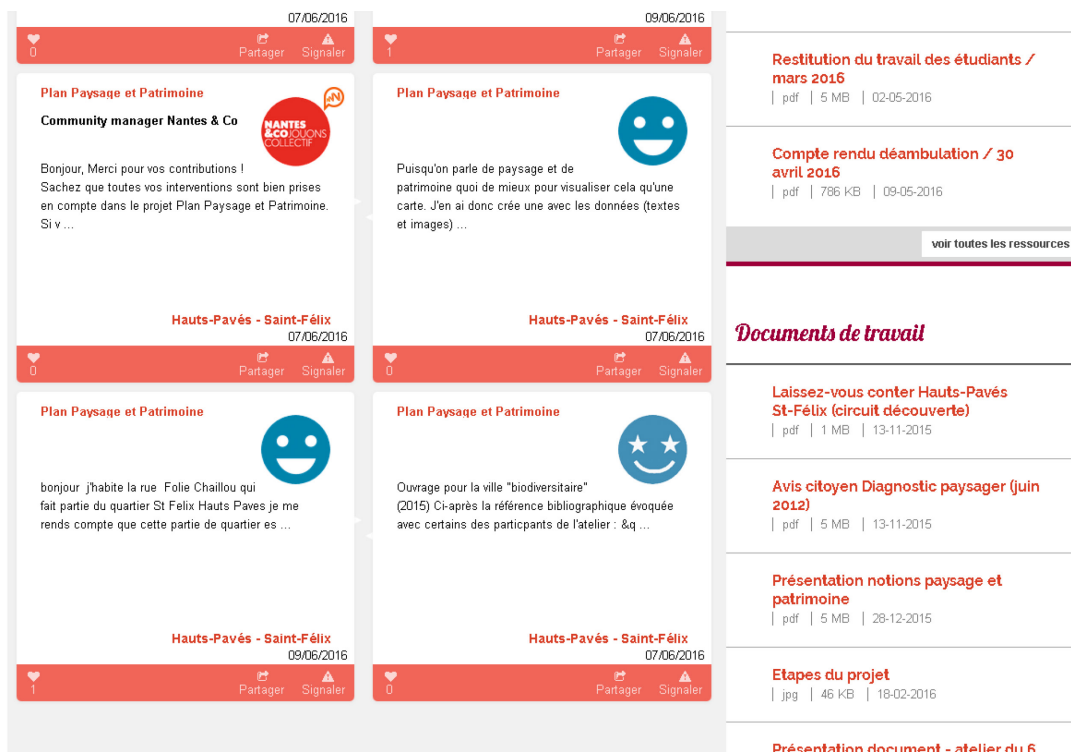 07/06/2016
0
Partager Signaler
09/06/2016
1
Partager Signaler
Plan Paysage et Patrimoine
Community manager Nantes & Co
NANTES
&COJOUONS
COLLECTIF
Bonjour, Merci pour vos contributions !
Sachez que toutes vos interventions sont bien prises
en compte dans le projet Plan Paysage et Patrimoine.
Si v ...
Hauts-Pavés - Saint-Félix
07/06/2016
0
Partager Signaler
Plan Paysage et Patrimoine
Puisqu'on parle de paysage et de
patrimoine quoi de mieux pour visualiser cela qu'une
carte. J'en ai donc crée une avec les données (textes
et images) ...
Hauts-Pavés - Saint-Félix
07/06/2016
0
Partager Signaler
Plan Paysage et Patrimoine
bonjour j'habite la rue Folie Chaillou qui
fait partie du quartier St Felix Hauts Paves je me
rends compte que cette partie de quartier es ...
Hauts-Pavés - Saint-Félix
09/06/2016
1
Partager Signaler
Plan Paysage et Patrimoine
Ouvrage pour la ville "biodiversitaire"
(2015) Ci-après la référence bibliographique évoquée
avec certains des particpants de l'atelier : &q ...
Hauts-Pavés - Saint-Félix
07/06/2016
0
Partager Signaler
Restitution du travail des étudiants /
mars 2016
| pdf | 5 MB | 02-05-2016
Compte rendu déambulation / 30
avril 2016
| pdf | 786 KB | 09-05-2016
voir toutes les ressources
Documents de travail
Laissez-vous conter Hauts-Pavés
St-Félix (circuit découverte)
| pdf | 1 MB | 13-11-2015
Avis citoyen Diagnostic paysager (juin
2012)
| pdf | 5 MB | 13-11-2015
Présentation notions paysage et
patrimoine
| pdf | 5 MB | 28-12-2015
Etapes du projet
| jpg | 46 KB | 18-02-2016
Présentation document - atelier du 6